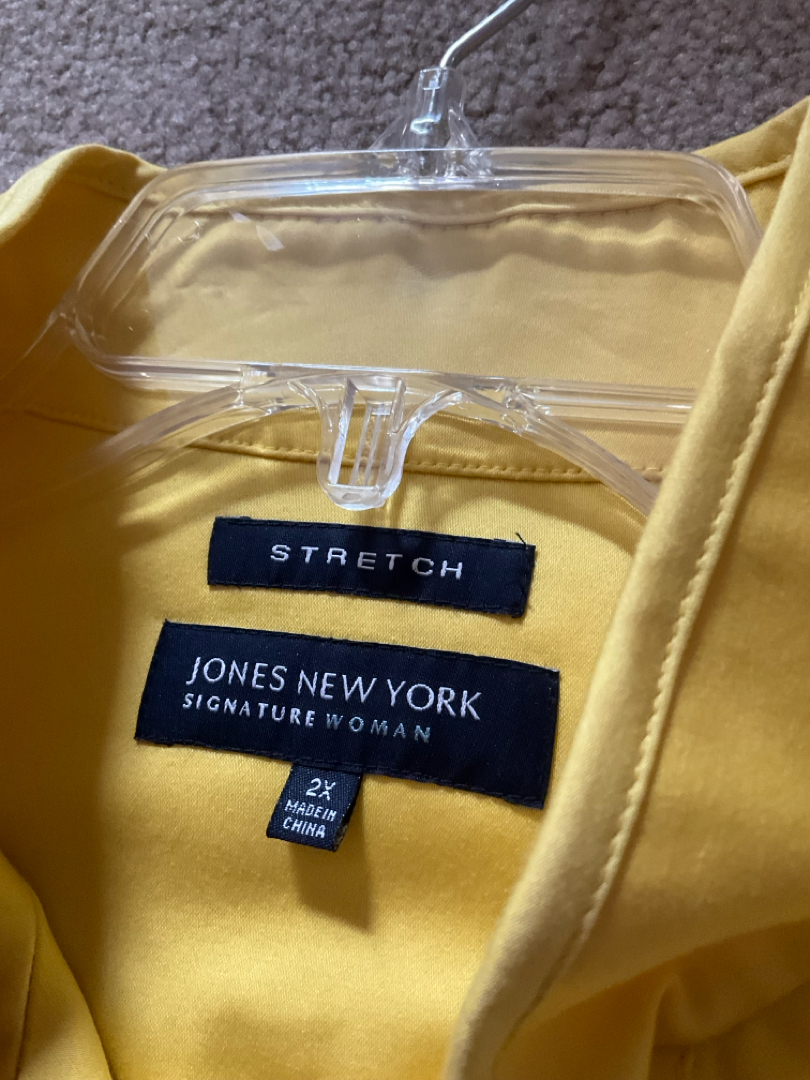 STRETCH
JONES NEW YORK
SIGNATURE WOMAN
2X
MADE IN
CHINA